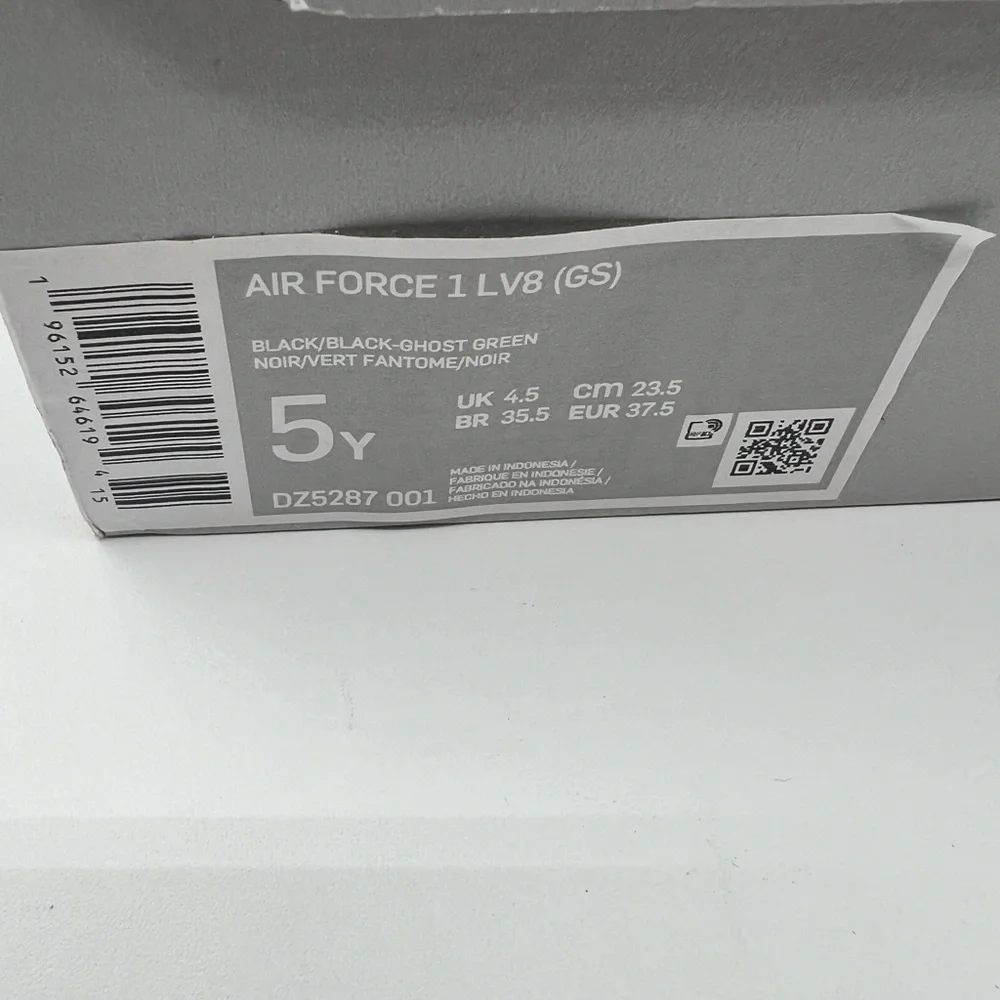 AIR FORCE 1 LV8 (GS)
BLACK/BLACK-GHOST GREEN
NOIR/VERT FANTOME/NOIR
5Y
UK 4.5 cm 23.5
BR 35.5 EUR 37.5
DZ5287 001
MADE IN INDONESIA /
FABRIQUE EN INDONESIE /
FABRICADO NA INDONÉSIA /
HECHO EN INDONESIA
RFID
1 96152 64619 4 15